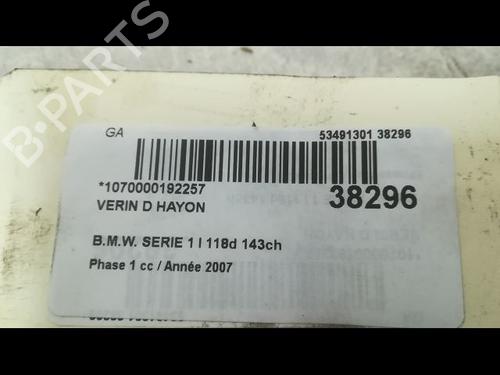 GA
53491301 38296
*1070000192257
38296
VERIN D HAYON
B.M.W. SERIE 1 I 118d 143ch
Phase 1 cc / Année 2007
B-PARTS